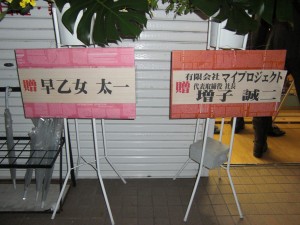 贈 早乙女 太一
有限会社 マイプロジェクト
代表取締役 社長
贈 増子 誠二